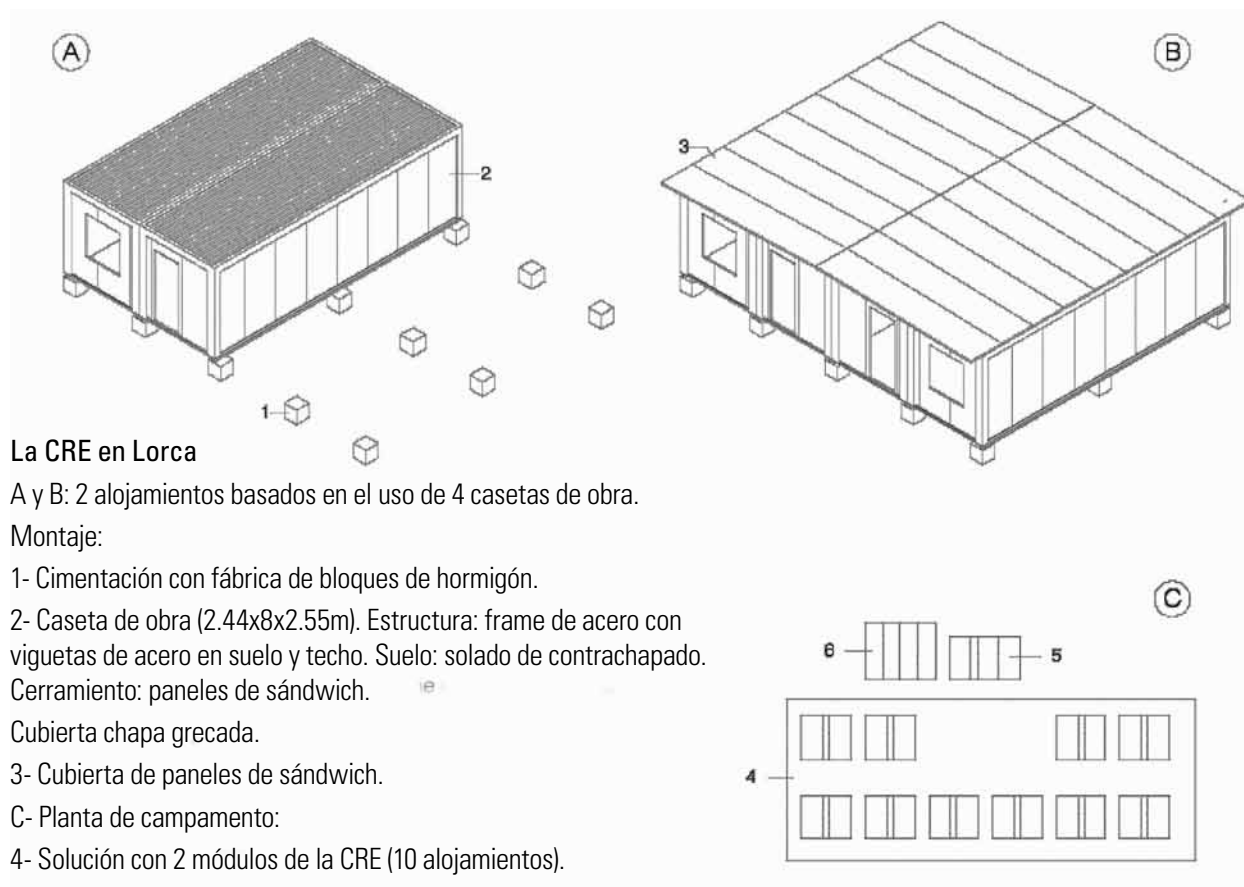 A
B
2
3
1
La CRE en Lorca
A y B: 2 alojamientos basados en el uso de 4 casetas de obra.
Montaje:
1- Cimentación con fábrica de bloques de hormigón.
2- Caseta de obra (2.44x8x2.55m). Estructura: frame de acero con
viguetas de acero en suelo y techo. Suelo: solado de contrachapado.
Cerramiento: paneles de sándwich.
Cubierta chapa grecada.
3- Cubierta de paneles de sándwich.
C- Planta de campamento:
4- Solución con 2 módulos de la CRE (10 alojamientos).
C
6
5
4